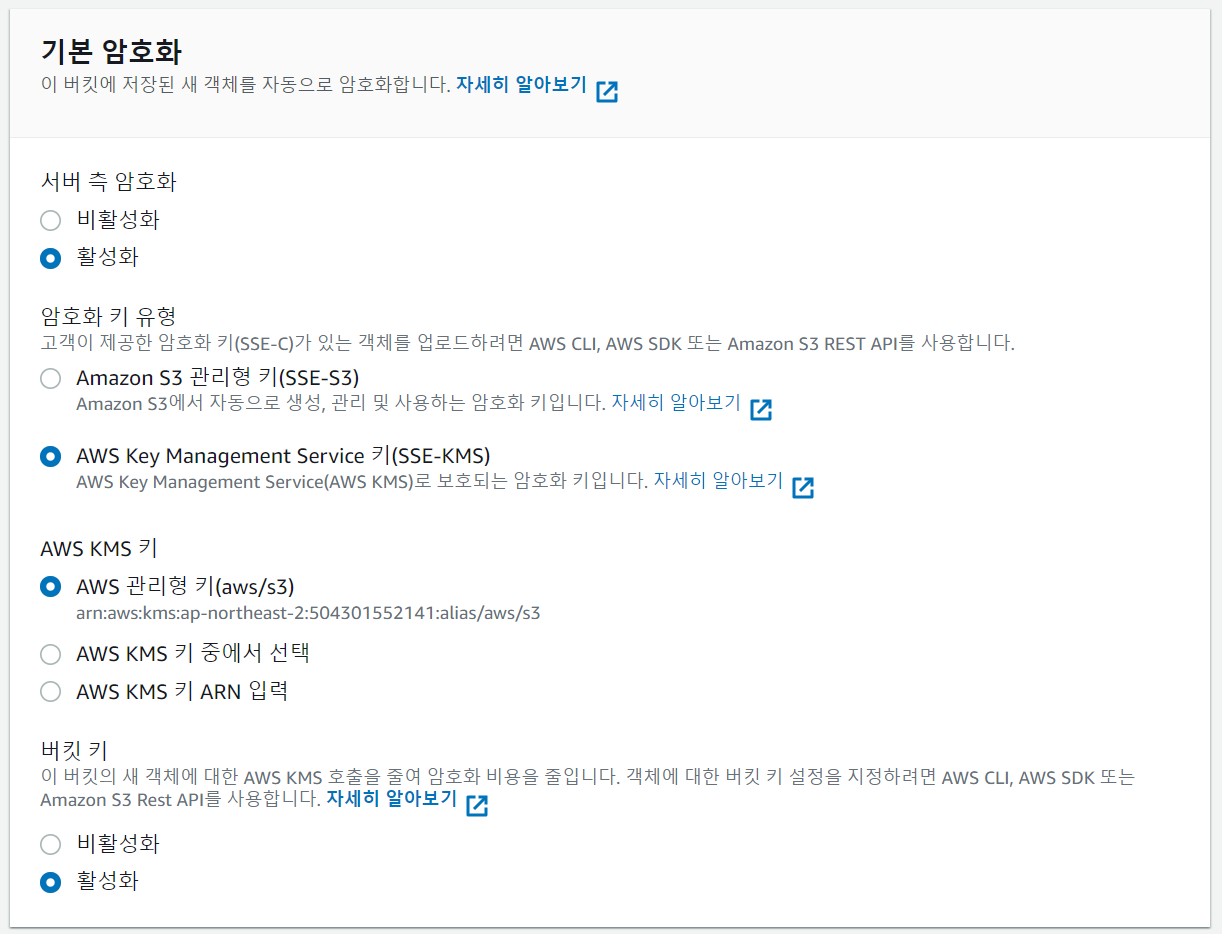 기본 암호화
이 버킷에 저장된 새 객체를 자동으로 암호화합니다. 자세히 알아보기
서버 측 암호화
비활성화
활성화
암호화 키 유형
고객이 제공한 암호화 키(SSE-C)가 있는 객체를 업로드하려면 AWS CLI, AWS SDK 또는 Amazon S3 REST API를 사용합니다.
Amazon S3 관리형 키(SSE-S3)
Amazon S3에서 자동으로 생성, 관리 및 사용하는 암호화 키입니다. 자세히 알아보기
AWS Key Management Service 키(SSE-KMS)
AWS Key Management Service(AWS KMS)로 보호되는 암호화 키입니다. 자세히 알아보기
AWS KMS 키
AWS 관리형 키(aws/s3)
arn:aws:kms:ap-northeast-2:504301552141:alias/aws/s3
AWS KMS 키 중에서 선택
AWS KMS 키 ARN 입력
버킷 키
이 버킷의 새 객체에 대한 AWS KMS 호출을 줄여 암호화 비용을 줄입니다. 객체에 대한 버킷 키 설정을 지정하려면 AWS CLI, AWS SDK 또는
Amazon S3 Rest API를 사용합니다. 자세히 알아보기
비활성화
활성화